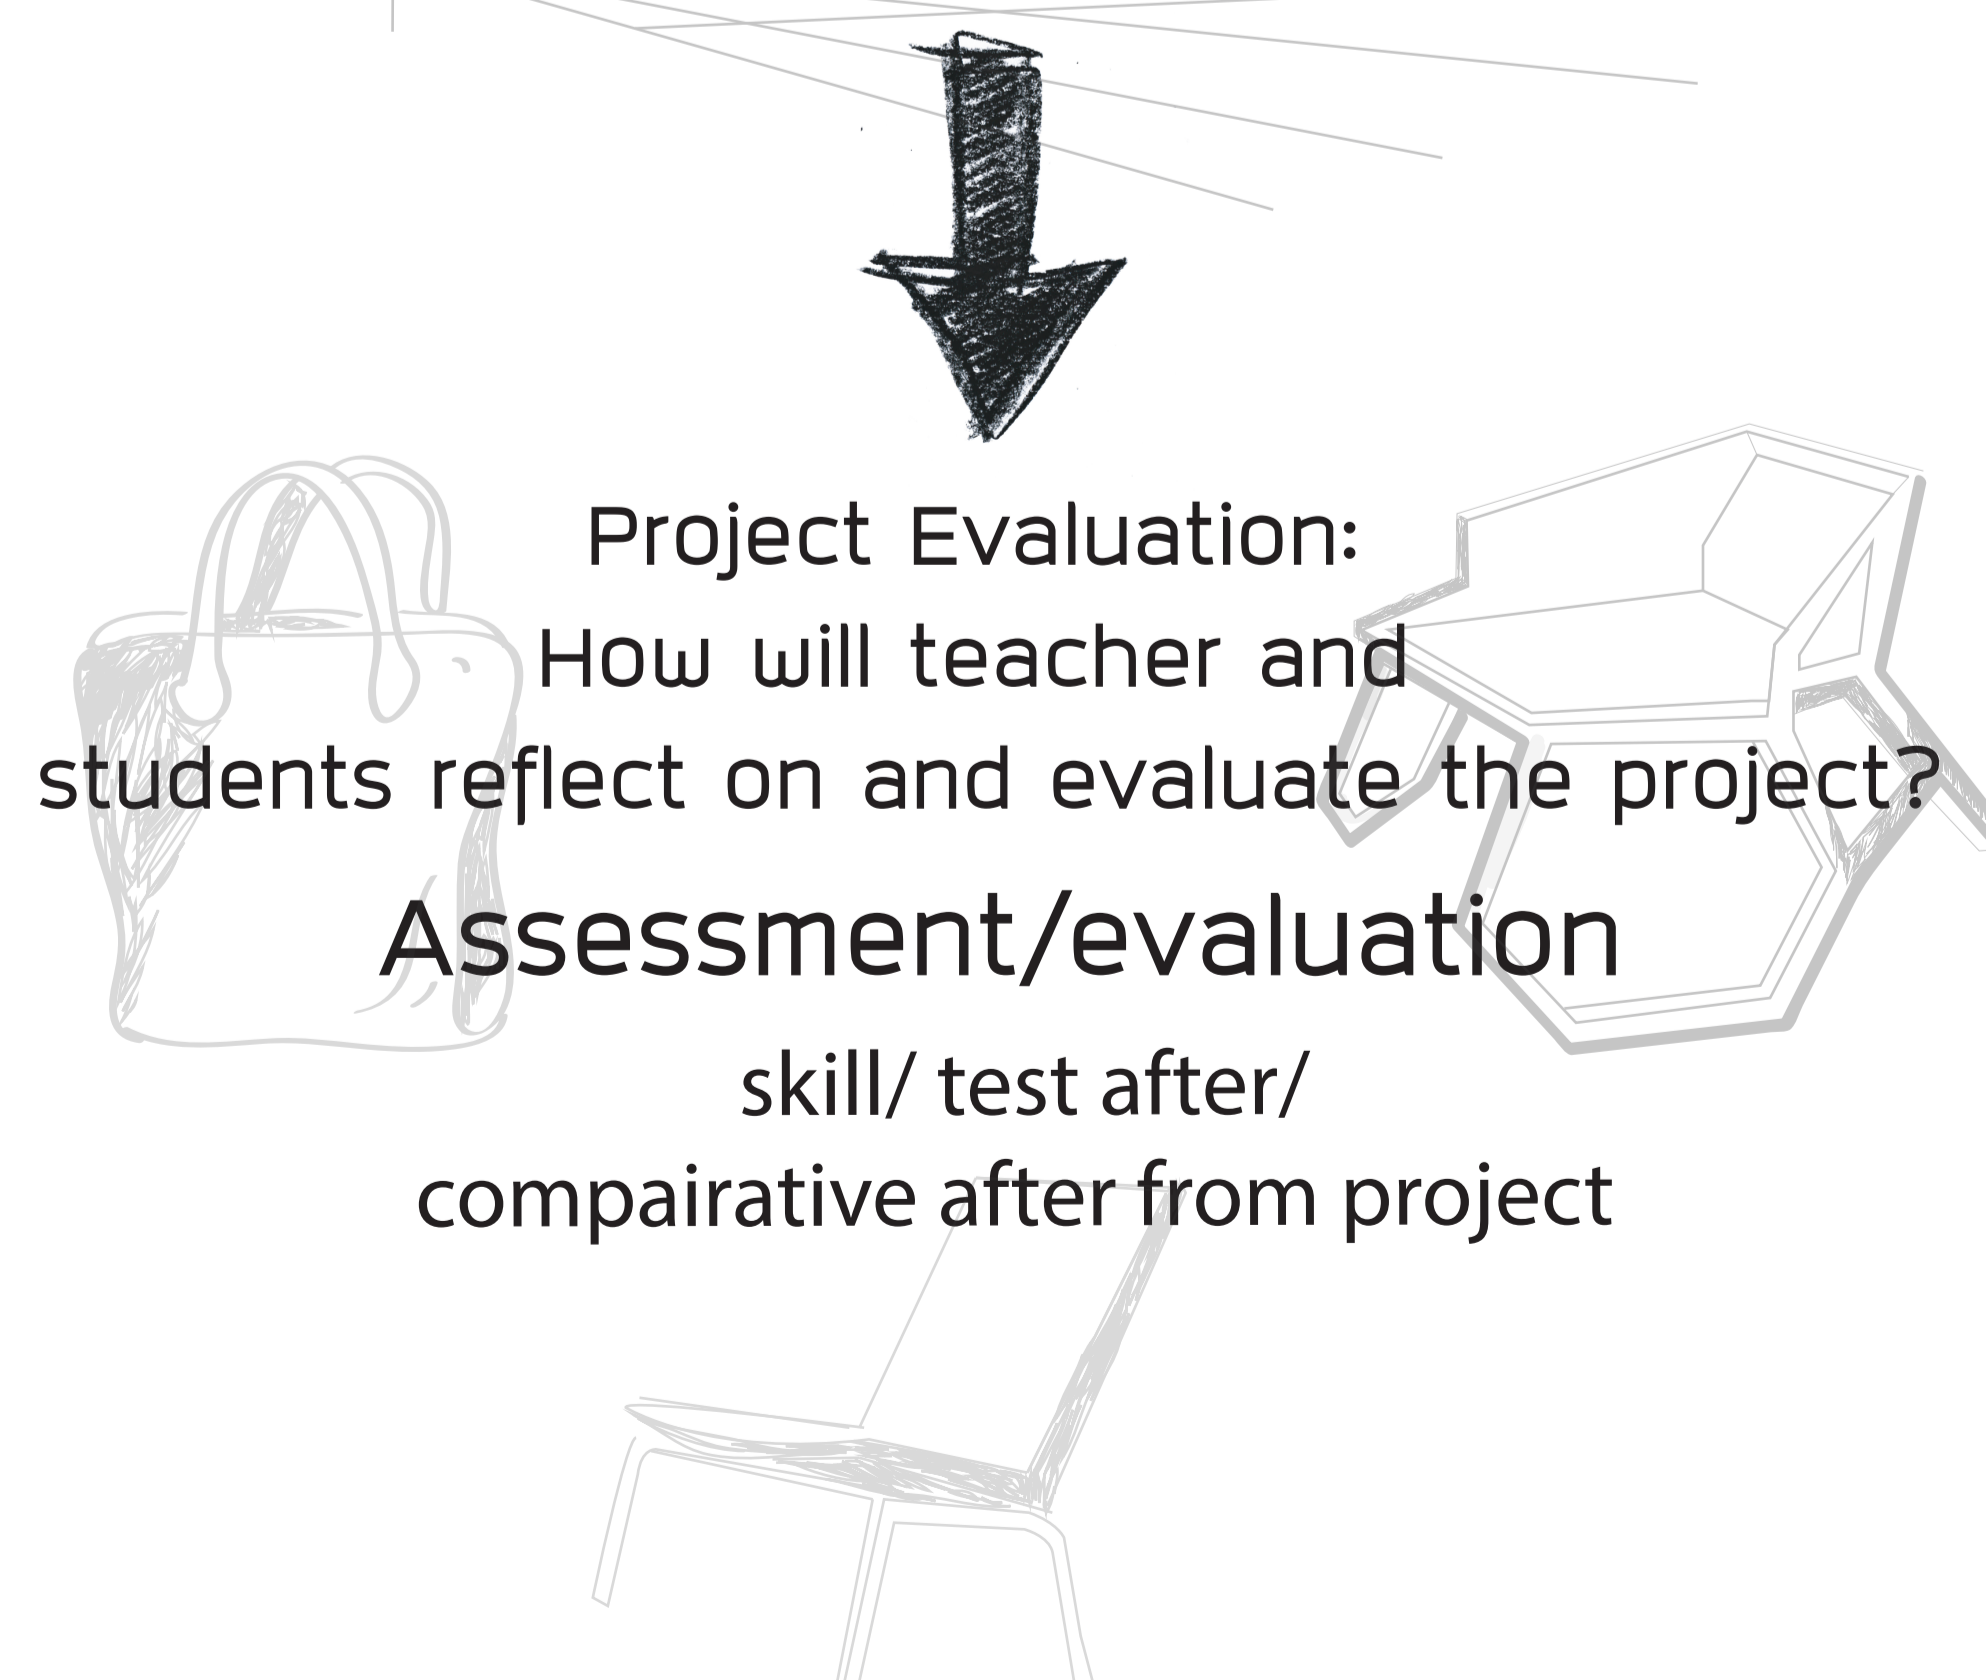 Project Evaluation:
How will teacher and
students reflect on and evaluate the project?
Assessment/evaluation
skill/ test after/
compairative after from project